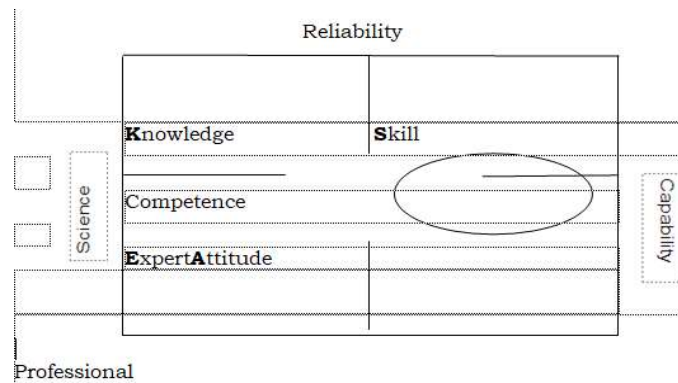 Reliability
Knowledge Skill
Science
Competence
Capability
ExpertAttitude
Professional